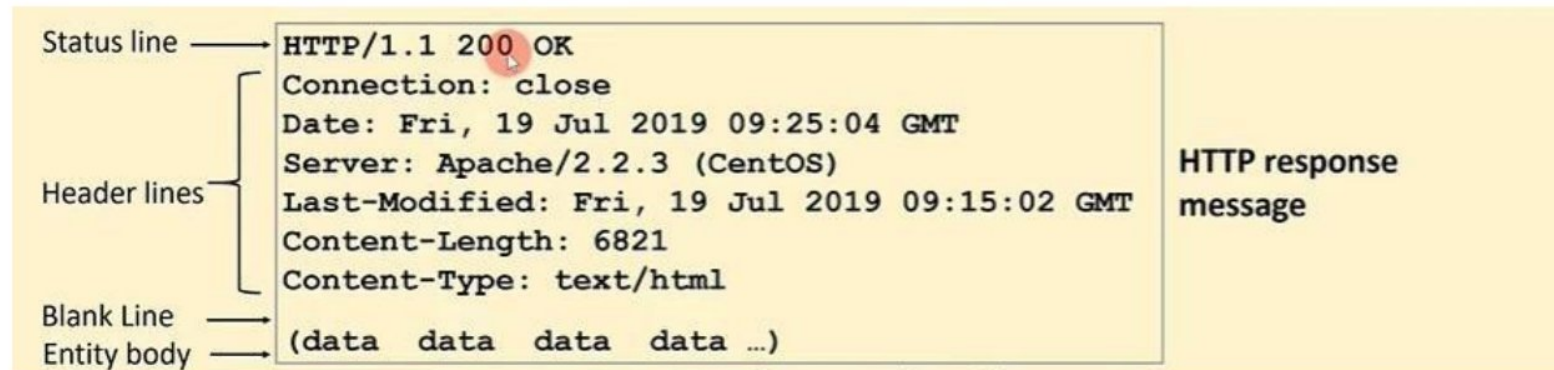 Status line
HTTP/1.1 200 OK
Header lines
Connection: close
Date: Fri, 19 Jul 2019 09:25:04 GMT
Server: Apache/2.2.3 (CentOS)
Last-Modified: Fri, 19 Jul 2019 09:15:02 GMT
Content-Length: 6821
Content-Type: text/html
Blank Line
Entity body
(data data data data …)
HTTP response
message